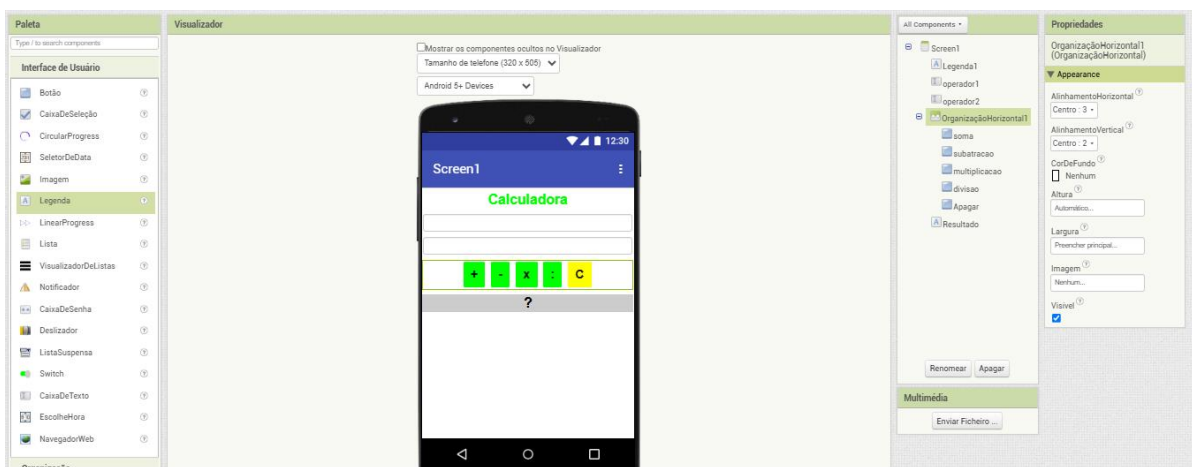 Paleta
Type / to search components
Interface de Usuário
Botão
CaixaDeSeleção
CircularProgress
SeletorDeData
Imagem
Legenda
LinearProgress
Lista
VisualizadorDeListas
Notificador
CaixaDeSenha
Deslizador
ListaSuspensa
Switch
CaixaDeTexto
EscolheHora
NavegadorWeb
Visualizador
Mostrar os componentes ocultos no Visualizador
Tamanho de telefone (320 x 505)
Android 5+ Devices
12:30
Screen1
Calculadora
+ - x : C
?
All Components
Screen1
Legenda1
operador1
operador2
OrganizaçãoHorizontal1
soma
subatracao
multiplicacao
divisao
Apagar
Resultado
Renomear Apagar
Multimédia
Enviar Ficheiro ...
Propriedades
OrganizaçãoHorizontal1
(OrganizaçãoHorizontal)
Appearance
AlinhamentoHorizontal
Centro : 3
AlinhamentoVertical
Centro : 2
CorDeFundo
Nenhum
Altura
Automático...
Largura
Preencher principal...
Imagem
Nenhum...
Visível